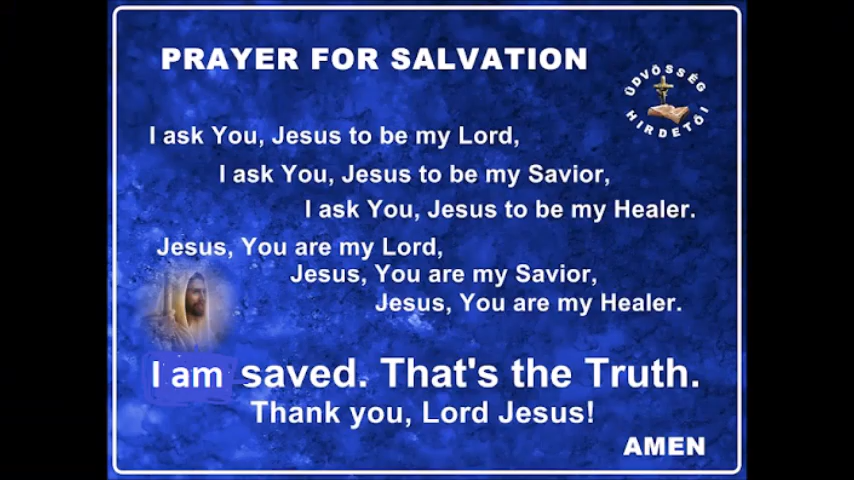 PRAYER FOR SALVATION
ÜDVÖSSÉG
HIRDETŐI
I ask You, Jesus to be my Lord,
I ask You, Jesus to be my Savior,
I ask You, Jesus to be my Healer.
Jesus, You are my Lord,
Jesus, You are my Savior,
Jesus, You are my Healer.
I am saved. That's the Truth.
Thank you, Lord Jesus!
AMEN